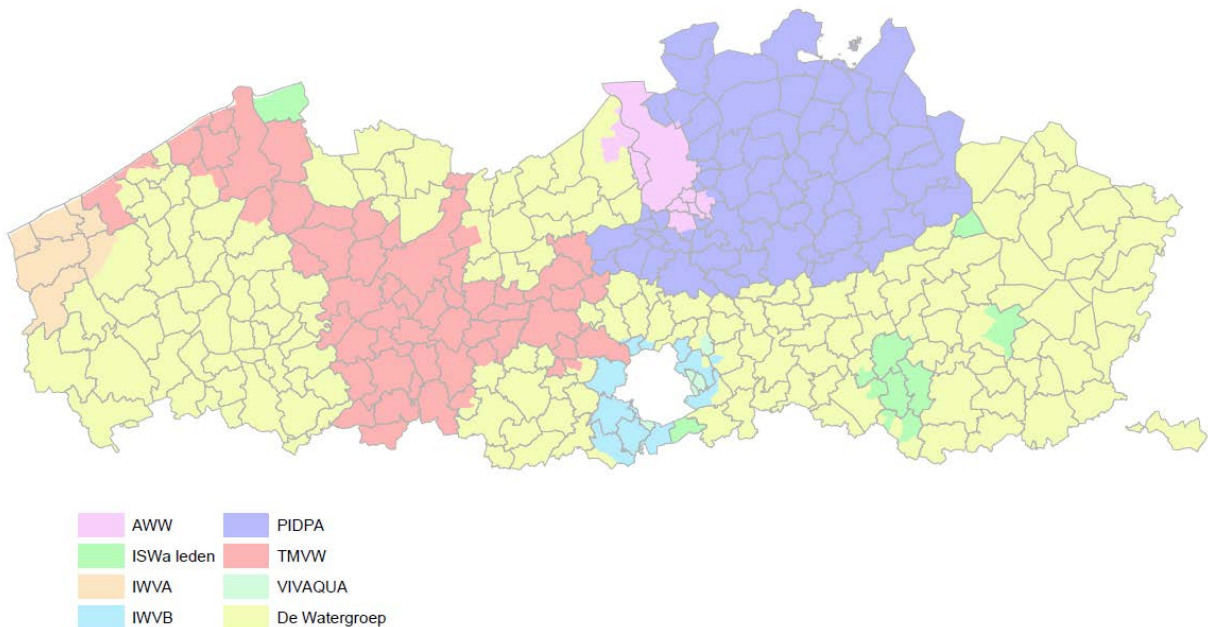 AWW
ISWa leden
IWVA
IWVB
PIDPA
TMVW
VIVAQUA
De Watergroep